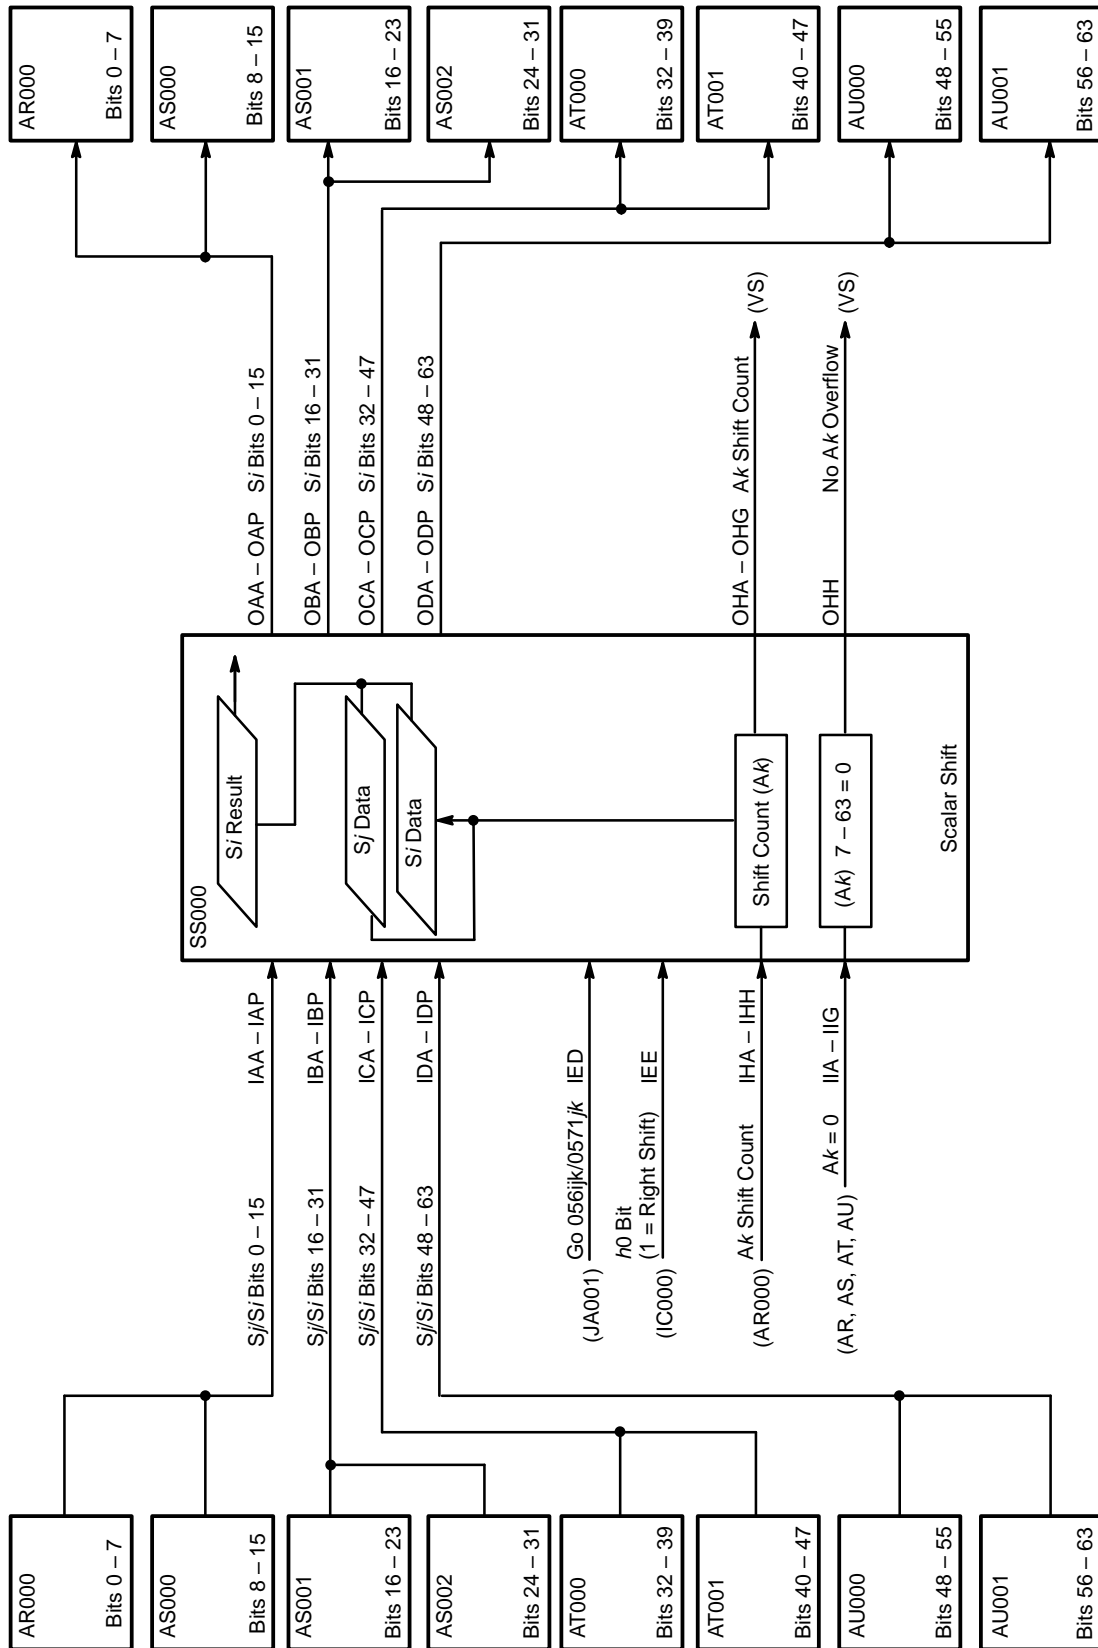 AR000
Bits 0 – 7
AS000
Bits 8 – 15
AS001
Bits 16 – 23
AS002
Bits 24 – 31
AT000
Bits 32 – 39
AT001
Bits 40 – 47
AU000
Bits 48 – 55
AU001
Bits 56 – 63
Sj/Si Bits 0 – 15 IAA – IAP
Sj/Si Bits 16 – 31 IBA – IBP
Sj/Si Bits 32 – 47 ICA – ICP
Sj/Si Bits 48 – 63 IDA – IDP
(JA001) Go 056ijk/0571jk IED
h0 Bit
(IC000) (1 = Right Shift) IEE
(AR000) Ak Shift Count IHA – IHH
(AR, AS, AT, AU) Ak = 0 IIA – IIG
SS000
Si Result
Sj Data
Si Data
Shift Count (Ak)
(Ak) 7 – 63 = 0
Scalar Shift
OAA – OAP Si Bits 0 – 15
OBA – OBP Si Bits 16 – 31
OCA – OCP Si Bits 32 – 47
ODA – ODP Si Bits 48 – 63
OHA – OHG Ak Shift Count (VS)
OHH No Ak Overflow (VS)
AR000
Bits 0 – 7
AS000
Bits 8 – 15
AS001
Bits 16 – 23
AS002
Bits 24 – 31
AT000
Bits 32 – 39
AT001
Bits 40 – 47
AU000
Bits 48 – 55
AU001
Bits 56 – 63